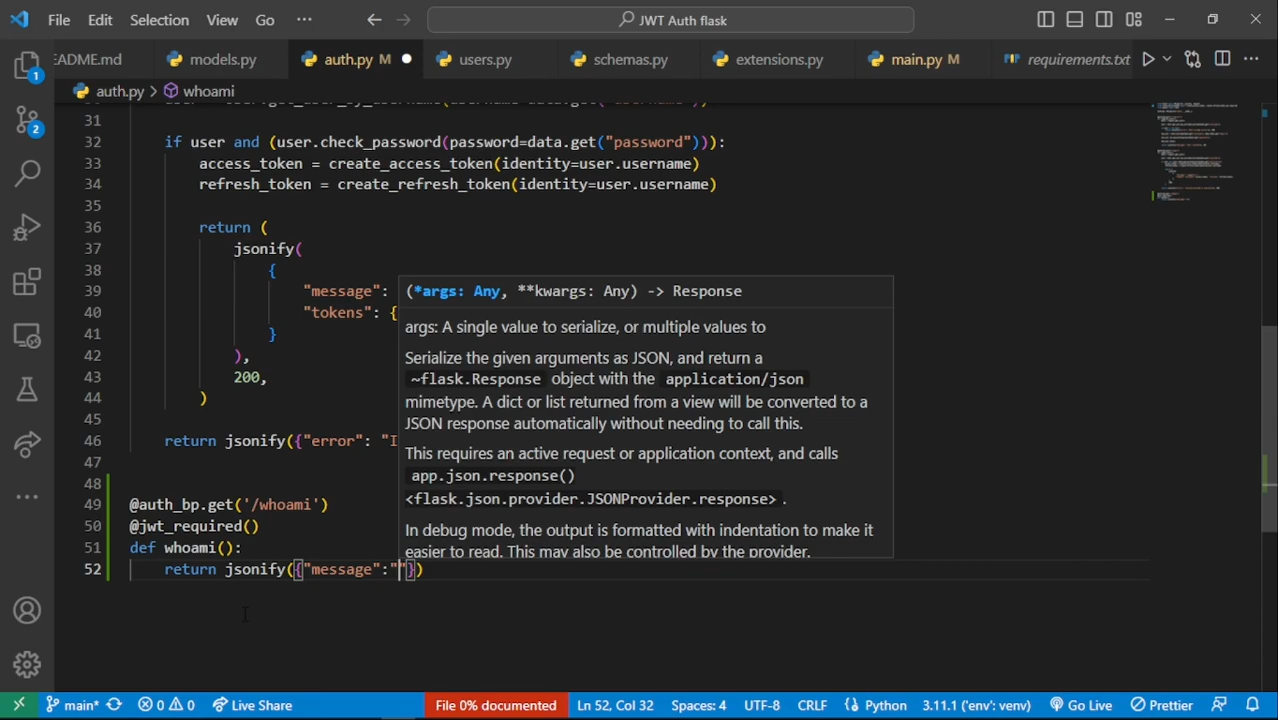 File Edit Selection View Go ··· JWT Auth flask
EADME.md models.py auth.py M users.py schemas.py extensions.py main.py M requirements.txt
auth.py > whoami
31
32 if user and (user.check_password(password=data.get("password"))):
33 access_token = create_access_token(identity=user.username)
34 refresh_token = create_refresh_token(identity=user.username)
35
36 return (
37 jsonify(
38 {
39 "message":
40 "tokens": {
41 }
42 ),
43 200,
44 )
45
46 return jsonify({"error": "I
47
48
49 @auth_bp.get('/whoami')
50 @jwt_required()
51 def whoami():
52 return jsonify({"message":""})
(*args: Any, **kwargs: Any) -> Response
args: A single value to serialize, or multiple values to
Serialize the given arguments as JSON, and return a
~flask.Response object with the application/json
mimetype. A dict or list returned from a view will be converted to a
JSON response automatically without needing to call this.
This requires an active request or application context, and calls
app.json.response()
<flask.json.provider.JSONProvider.response> .
In debug mode, the output is formatted with indentation to make it
easier to read. This may also be controlled by the provider.
1
2
main* 0 0 Live Share File 0% documented Ln 52, Col 32 Spaces: 4 UTF-8 CRLF Python 3.11.1 ('env': venv) Go Live Prettier